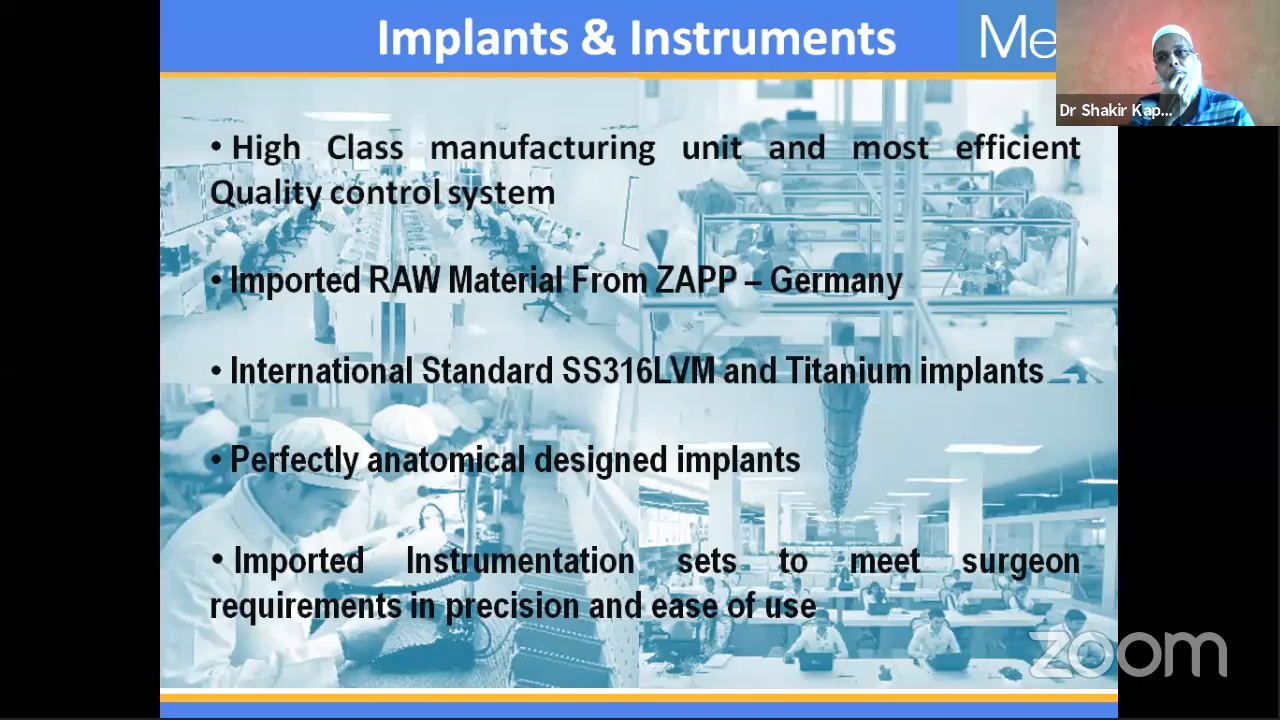 Implants & Instruments
Me
Dr Shakir Kap...
• High Class manufacturing unit and most efficient
Quality control system
• Imported RAW Material From ZAPP – Germany
• International Standard SS316LVM and Titanium implants
• Perfectly anatomical designed implants
• Imported Instrumentation sets to meet surgeon
requirements in precision and ease of use
zoom